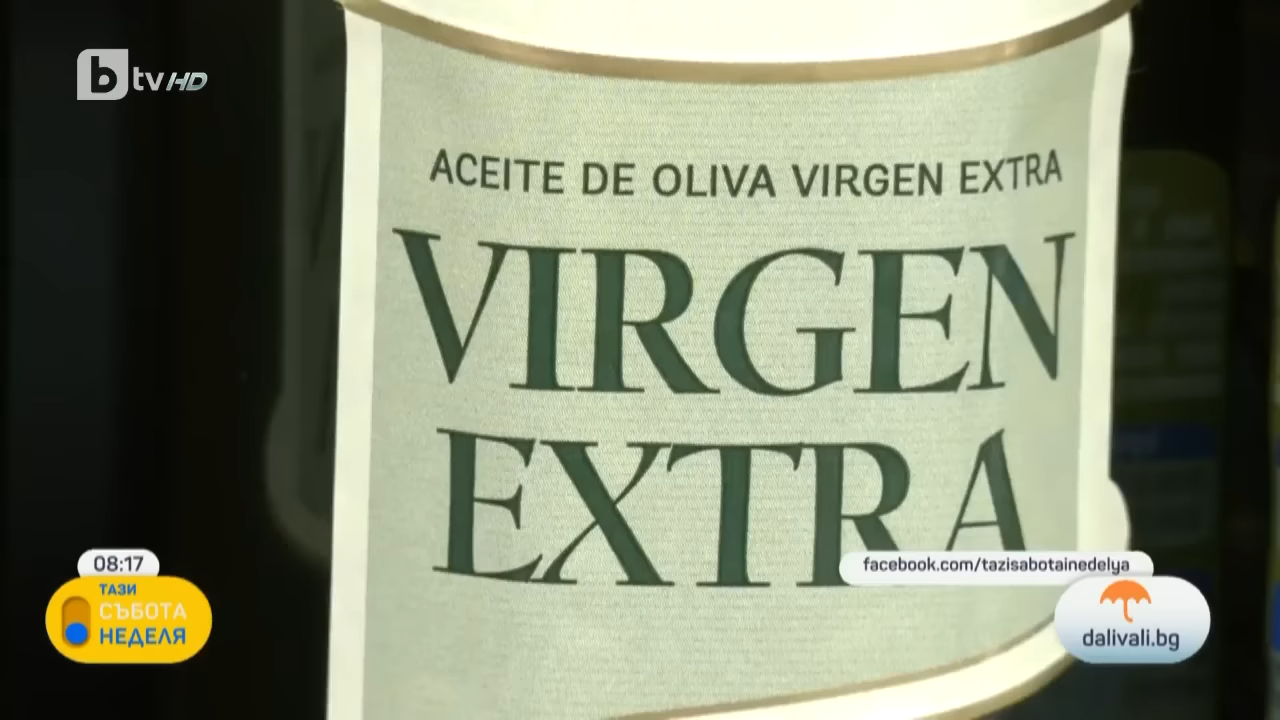 btv HD
ACEITE DE OLIVA VIRGEN EXTRA
VIRGEN
EXTRA
08:17
ТАЗИ
СЪБОТА
НЕДЕЛЯ
facebook.com/tazisabotainedelya
dalivali.bg